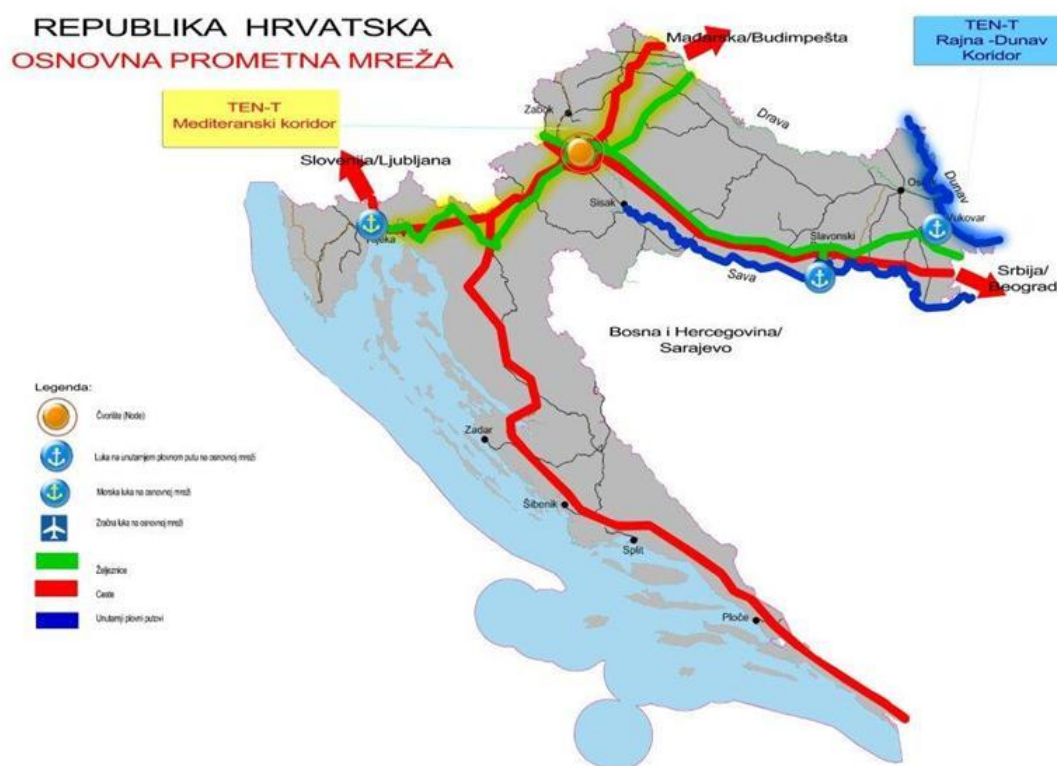 REPUBLIKA HRVATSKA
OSNOVNA PROMETNA MREŽA
TEN-T
Mediteranski koridor
Mađarska/Budimpešta
TEN-T
Rajna -Dunav
Koridor
Slovenija/Ljubljana
Zabok
Drava
Dunav
Sisak
Vukovar
Rijeka
Slavonski
Sava
Srbija/
Beograd
Bosna i Hercegovina/
Sarajevo
Zadar
Šibenik
Split
Ploče
Legenda:
Čvorište (Node)
Luka na unutarnjem plovnom putu na osnovnoj mreži
Morska luka na osnovnoj mreži
Zračna luka na osnovnoj mreži
Željeznice
Ceste
Unutarnji plovni putovi